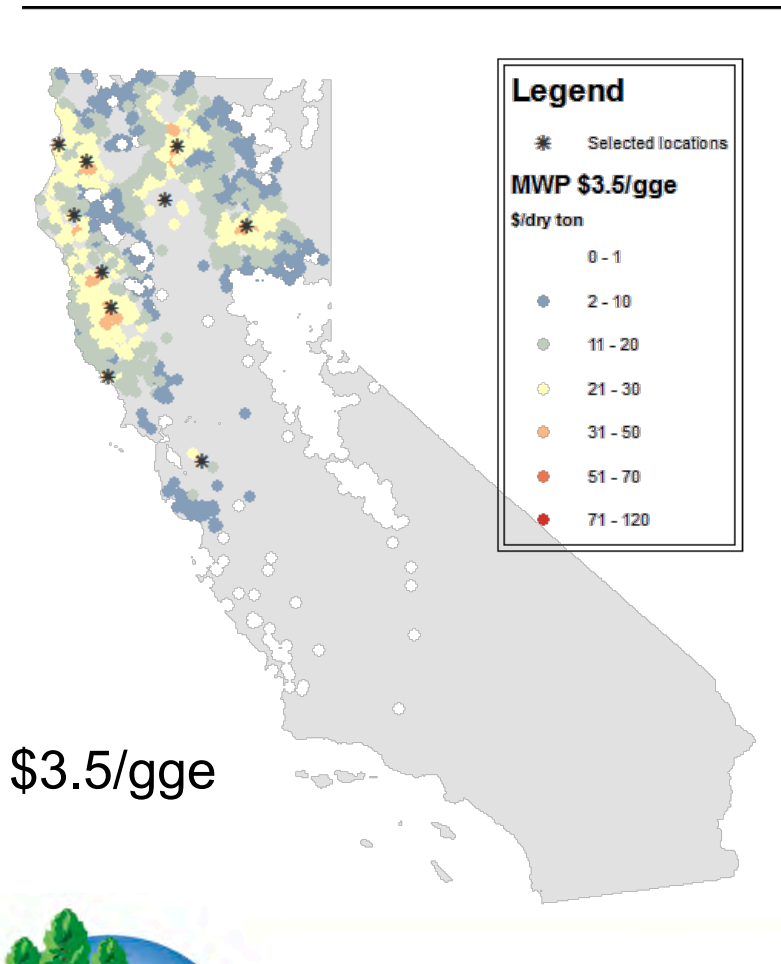 Legend
Selected locations
MWP $3.5/gge
$/dry ton
0 - 1
2 - 10
11 - 20
21 - 30
31 - 50
51 - 70
71 - 120
$3.5/gge